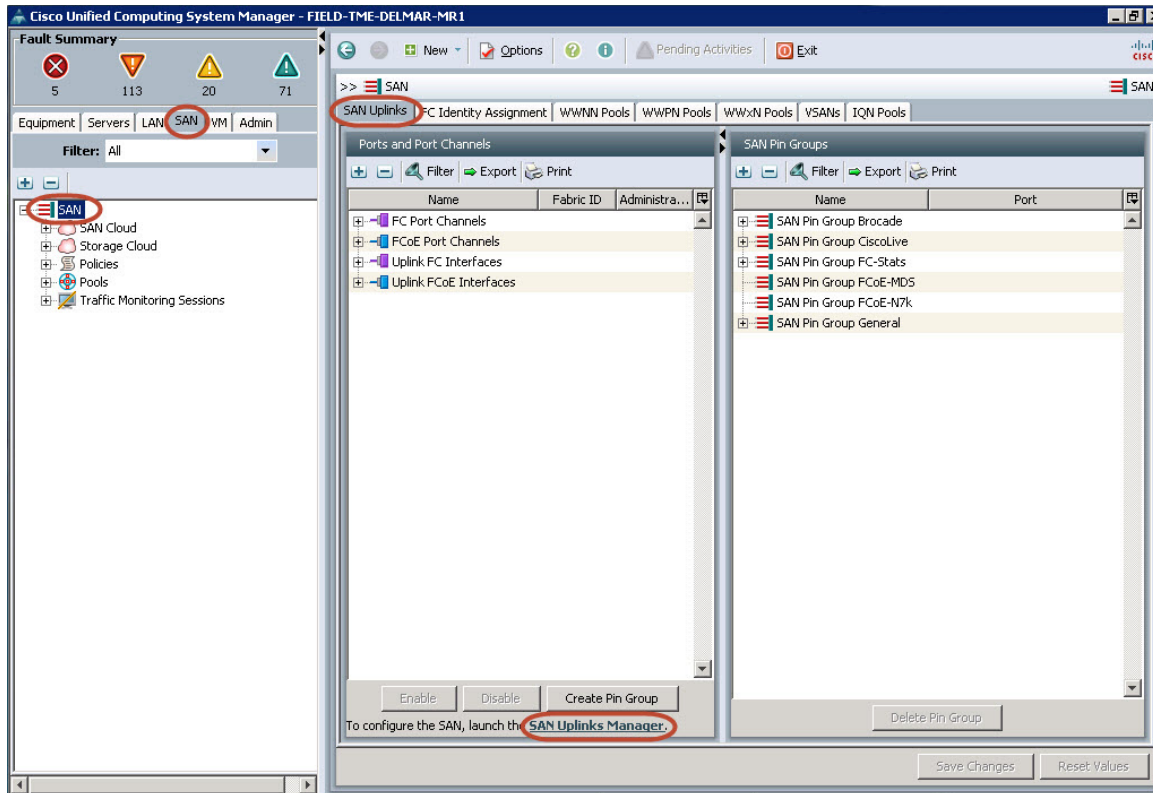 Cisco Unified Computing System Manager - FIELD-TME-DELMAR-MR1
Fault Summary
5 113 20 71
New Options Pending Activities Exit
CISC
>> SAN SAN
Equipment Servers LAN SAN VM Admin
Filter: All
SAN
SAN Cloud
Storage Cloud
Policies
Pools
Traffic Monitoring Sessions
SAN Uplinks FC Identity Assignment WWNN Pools WWPN Pools WWxN Pools VSANs IQN Pools
Ports and Port Channels
Filter Export Print
Name Fabric ID Administra...
FC Port Channels
FCoE Port Channels
Uplink FC Interfaces
Uplink FCoE Interfaces
Enable Disable Create Pin Group
To configure the SAN, launch the SAN Uplinks Manager.
SAN Pin Groups
Filter Export Print
Name Port
SAN Pin Group Brocade
SAN Pin Group CiscoLive
SAN Pin Group FC-Stats
SAN Pin Group FCoE-MDS
SAN Pin Group FCoE-N7k
SAN Pin Group General
Delete Pin Group
Save Changes Reset Values